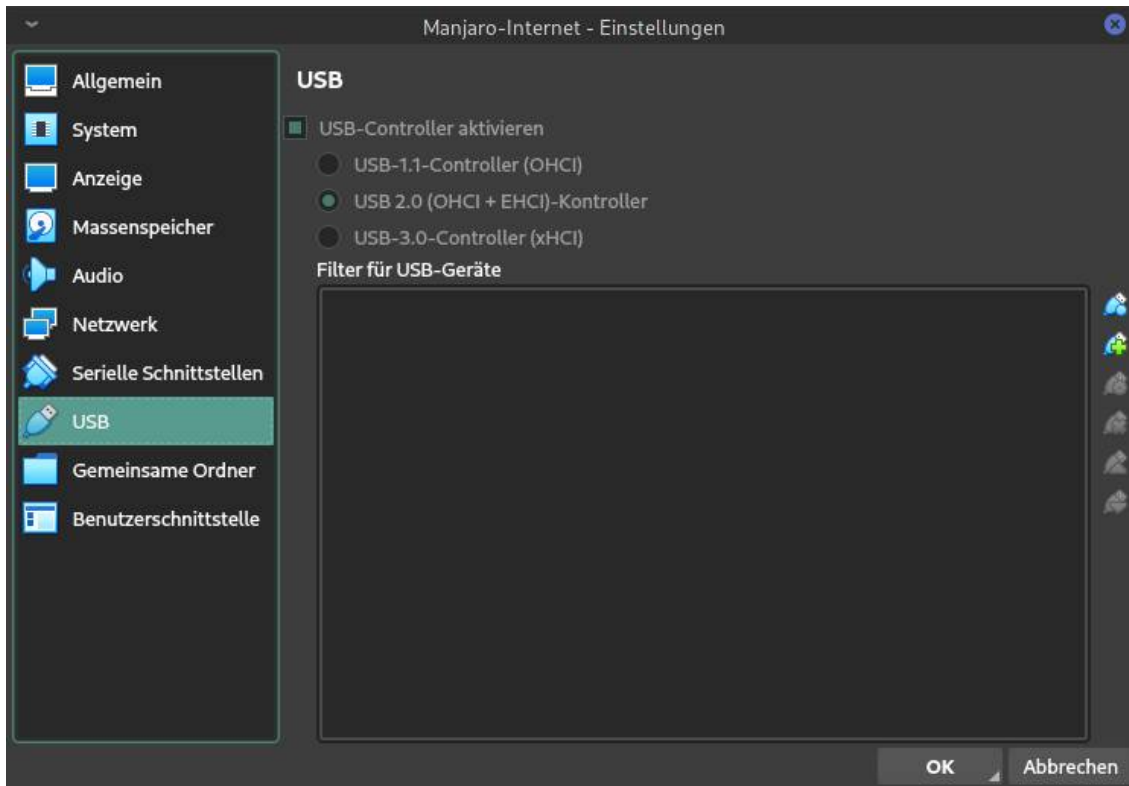 Manjaro-Internet - Einstellungen
Allgemein
System
Anzeige
Massenspeicher
Audio
Netzwerk
Serielle Schnittstellen
USB
Gemeinsame Ordner
Benutzerschnittstelle
USB
USB-Controller aktivieren
USB-1.1-Controller (OHCI)
USB 2.0 (OHCI + EHCI)-Kontroller
USB-3.0-Controller (xHCI)
Filter für USB-Geräte
OK
Abbrechen